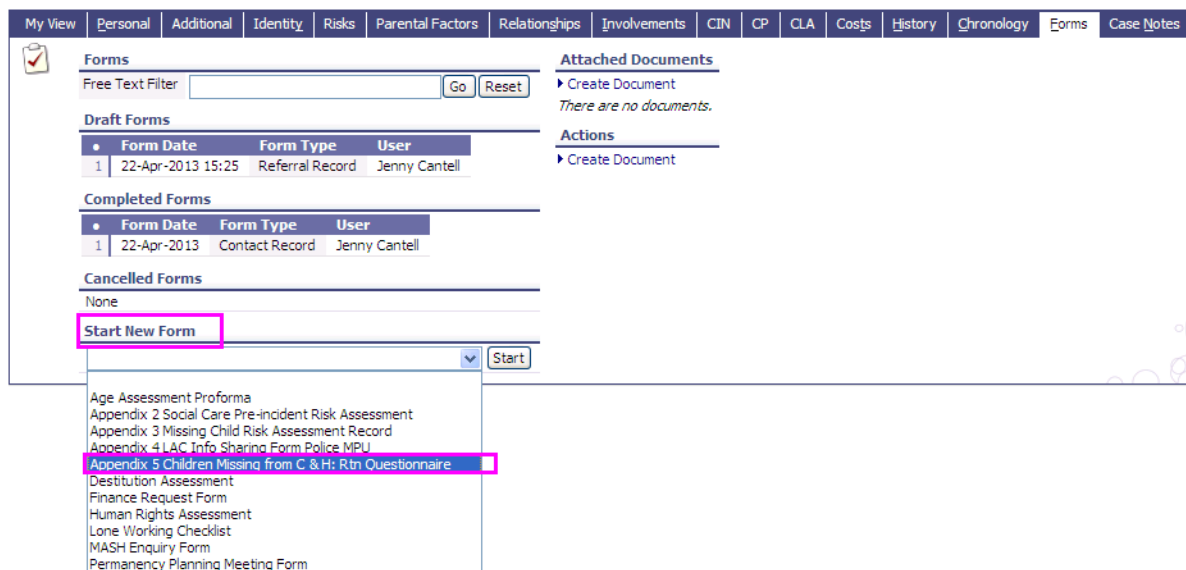 My View Personal Additional Identity Risks Parental Factors Relationships Involvements CIN CP CLA Costs History Chronology Forms Case Notes
Forms
Free Text Filter Go Reset
Draft Forms
Form Date Form Type User
1 22-Apr-2013 15:25 Referral Record Jenny Cantell
Completed Forms
Form Date Form Type User
1 22-Apr-2013 Contact Record Jenny Cantell
Cancelled Forms
None
Start New Form
Start
Age Assessment Proforma
Appendix 2 Social Care Pre-incident Risk Assessment
Appendix 3 Missing Child Risk Assessment Record
Appendix 4 LAC Info Sharing Form Police MPU
Appendix 5 Children Missing from C & H: Rtn Questionnaire
Destitution Assessment
Finance Request Form
Human Rights Assessment
Lone Working Checklist
MASH Enquiry Form
Permanency Planning Meeting Form
Attached Documents
Create Document
There are no documents.
Actions
Create Document